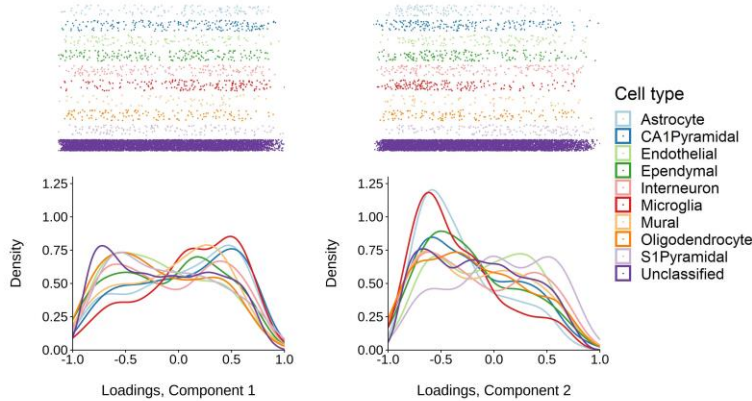 Cell type
Astrocyte
CA1Pyramidal
Endothelial
Ependymal
Interneuron
Microglia
Mural
Oligodendrocyte
S1Pyramidal
Unclassified
1.25
1.00
0.75
0.50
0.25
0.00
Density
-1.0 -0.5 0.0 0.5 1.0
Loadings, Component 1
1.25
1.00
0.75
0.50
0.25
0.00
Density
-1.0 -0.5 0.0 0.5 1.0
Loadings, Component 2